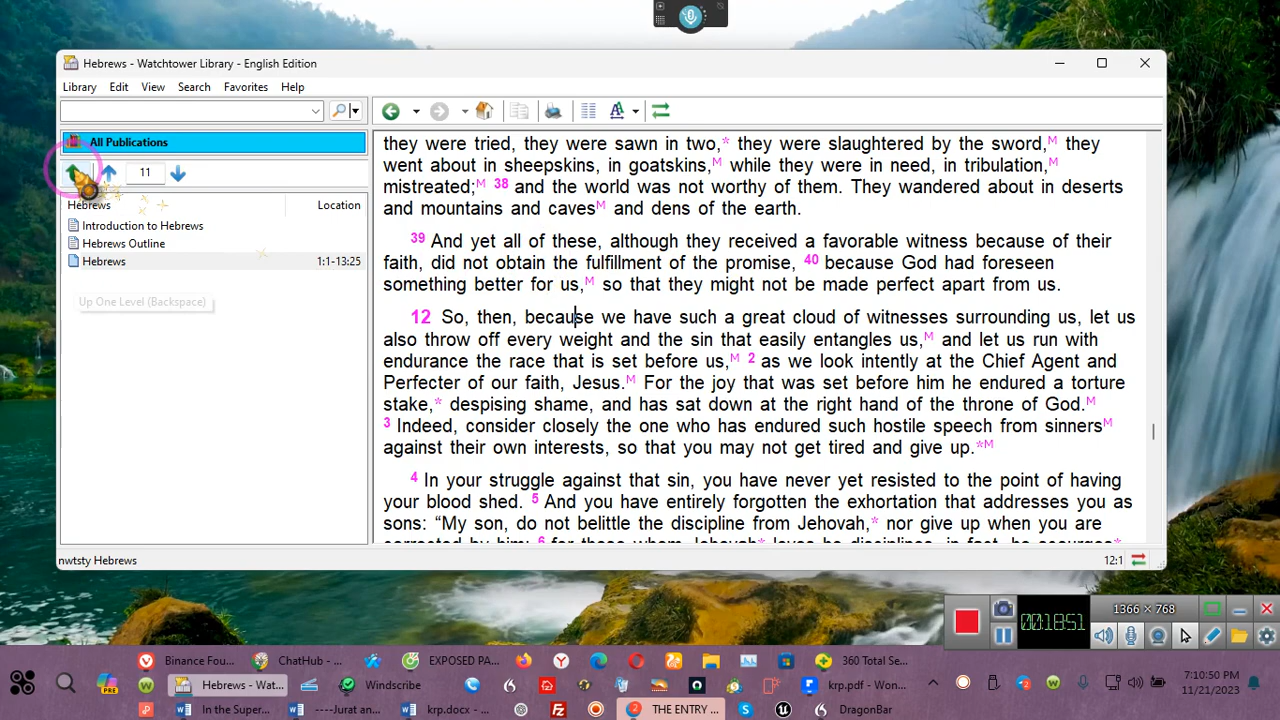 Hebrews - Watchtower Library - English Edition
Library Edit View Search Favorites Help
All Publications
11
Hebrews Location
Introduction to Hebrews
Hebrews Outline
Hebrews 1:1-13:25
Up One Level (Backspace)
they were tried, they were sawn in two,* they were slaughtered by the sword,M they
went about in sheepskins, in goatskins,M while they were in need, in tribulation,M
mistreated;M 38 and the world was not worthy of them. They wandered about in deserts
and mountains and cavesM and dens of the earth.
39 And yet all of these, although they received a favorable witness because of their
faith, did not obtain the fulfillment of the promise, 40 because God had foreseen
something better for us,M so that they might not be made perfect apart from us.
12 So, then, because we have such a great cloud of witnesses surrounding us, let us
also throw off every weight and the sin that easily entangles us,M and let us run with
endurance the race that is set before us,M 2 as we look intently at the Chief Agent and
Perfecter of our faith, Jesus.M For the joy that was set before him he endured a torture
stake,* despising shame, and has sat down at the right hand of the throne of God.M
3 Indeed, consider closely the one who has endured such hostile speech from sinnersM
against their own interests, so that you may not get tired and give up.*M
4 In your struggle against that sin, you have never yet resisted to the point of having
your blood shed. 5 And you have entirely forgotten the exhortation that addresses you as
sons: “My son, do not belittle the discipline from Jehovah,* nor give up when you are
corrected by him; 6 for those whom Jehovah* loves he disciplines, in fact, he scourges*
nwtsty Hebrews 12:1
00:18:51
1366 × 768
Binance Fou... ChatHub - ... EXPOSED PA... 360 Total Se...
PRE Hebrews - Wat... Windscribe krp.pdf - Won... 7:10:50 PM
In the Super... ----Jurat an... krp.docx - ... THE ENTRY ... DragonBar 11/21/2023